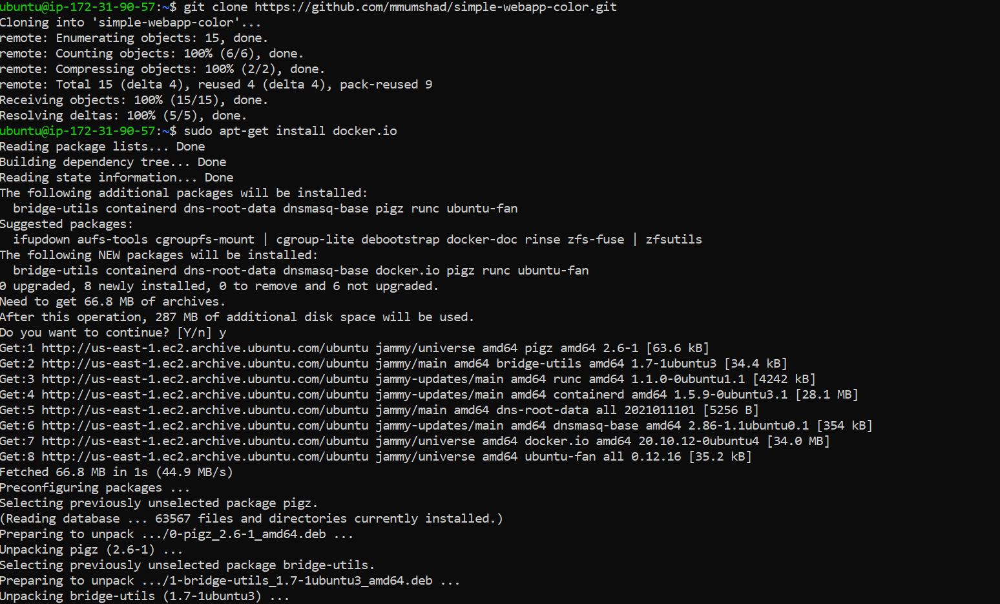 ubuntu@ip-172-31-90-57:~$ git clone https://github.com/mmumshad/simple-webapp-color.git
Cloning into 'simple-webapp-color'...
remote: Enumerating objects: 15, done.
remote: Counting objects: 100% (6/6), done.
remote: Compressing objects: 100% (2/2), done.
remote: Total 15 (delta 4), reused 4 (delta 4), pack-reused 9
Receiving objects: 100% (15/15), done.
Resolving deltas: 100% (5/5), done.
ubuntu@ip-172-31-90-57:~$ sudo apt-get install docker.io
Reading package lists... Done
Building dependency tree... Done
Reading state information... Done
The following additional packages will be installed:
  bridge-utils containerd dns-root-data dnsmasq-base pigz runc ubuntu-fan
Suggested packages:
  ifupdown aufs-tools cgroupfs-mount | cgroup-lite debootstrap docker-doc rinse zfs-fuse | zfsutils
The following NEW packages will be installed:
  bridge-utils containerd dns-root-data dnsmasq-base docker.io pigz runc ubuntu-fan
0 upgraded, 8 newly installed, 0 to remove and 6 not upgraded.
Need to get 66.8 MB of archives.
After this operation, 287 MB of additional disk space will be used.
Do you want to continue? [Y/n] y
Get:1 http://us-east-1.ec2.archive.ubuntu.com/ubuntu jammy/universe amd64 pigz amd64 2.6-1 [63.6 kB]
Get:2 http://us-east-1.ec2.archive.ubuntu.com/ubuntu jammy/main amd64 bridge-utils amd64 1.7-1ubuntu3 [34.4 kB]
Get:3 http://us-east-1.ec2.archive.ubuntu.com/ubuntu jammy-updates/main amd64 runc amd64 1.1.0-0ubuntu1.1 [4242 kB]
Get:4 http://us-east-1.ec2.archive.ubuntu.com/ubuntu jammy-updates/main amd64 containerd amd64 1.5.9-0ubuntu3.1 [28.1 MB]
Get:5 http://us-east-1.ec2.archive.ubuntu.com/ubuntu jammy/main amd64 dns-root-data all 2021011101 [5256 B]
Get:6 http://us-east-1.ec2.archive.ubuntu.com/ubuntu jammy-updates/main amd64 dnsmasq-base amd64 2.86-1.1ubuntu0.1 [354 kB]
Get:7 http://us-east-1.ec2.archive.ubuntu.com/ubuntu jammy/universe amd64 docker.io amd64 20.10.12-0ubuntu4 [34.0 MB]
Get:8 http://us-east-1.ec2.archive.ubuntu.com/ubuntu jammy/universe amd64 ubuntu-fan all 0.12.16 [35.2 kB]
Fetched 66.8 MB in 1s (44.9 MB/s)
Preconfiguring packages ...
Selecting previously unselected package pigz.
(Reading database ... 63567 files and directories currently installed.)
Preparing to unpack .../0-pigz_2.6-1_amd64.deb ...
Unpacking pigz (2.6-1) ...
Selecting previously unselected package bridge-utils.
Preparing to unpack .../1-bridge-utils_1.7-1ubuntu3_amd64.deb ...
Unpacking bridge-utils (1.7-1ubuntu3) ...